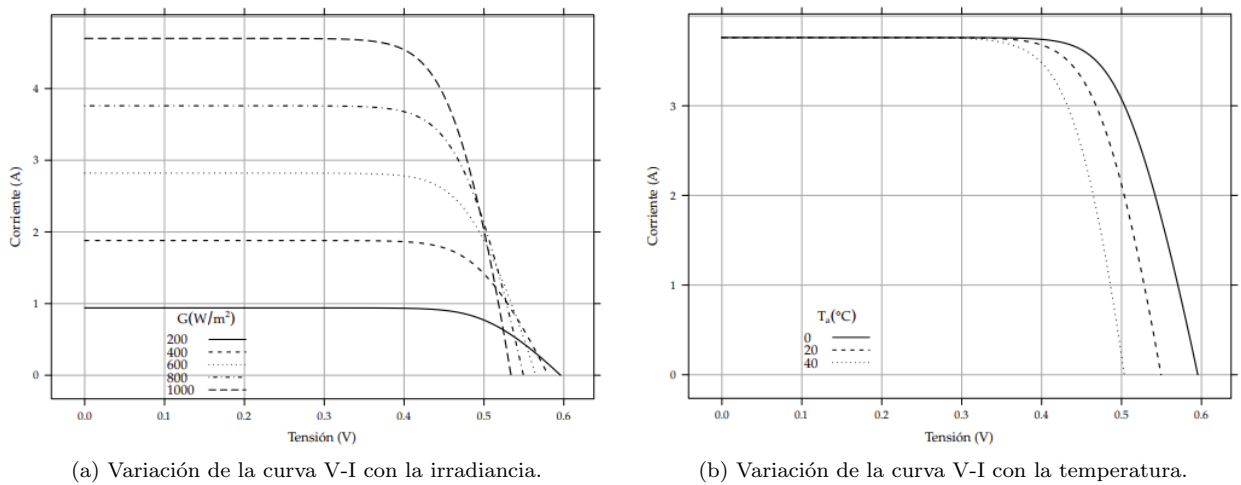 4
3
2
1
0
Corriente (A)
G(W/m²)
200
400
600
800
1000
0.0 0.1 0.2 0.3 0.4 0.5 0.6
Tensión (V)
(a) Variación de la curva V-I con la irradiancia.
3
2
1
0
Corriente (A)
Tₐ(°C)
0
20
40
0.0 0.1 0.2 0.3 0.4 0.5 0.6
Tensión (V)
(b) Variación de la curva V-I con la temperatura.